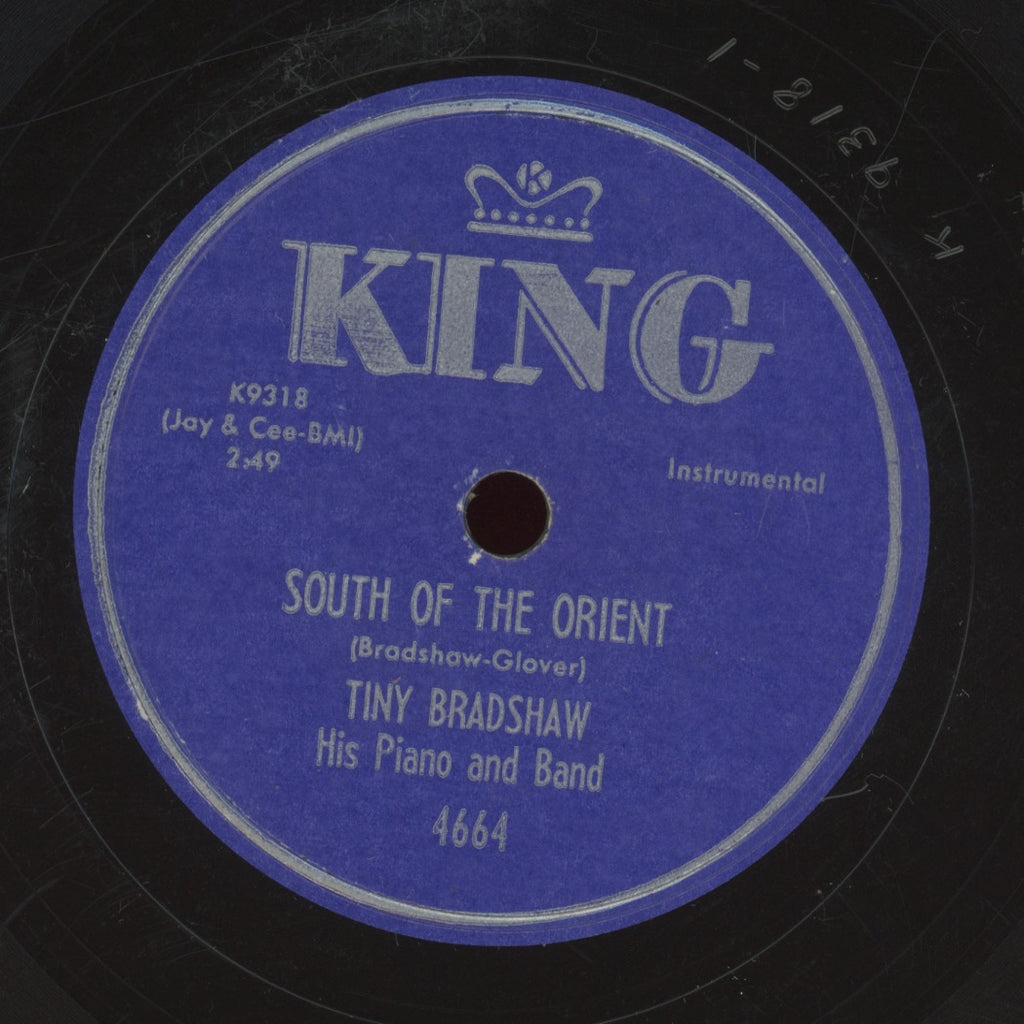 K 9318-1
K
KING
K9318
(Jay & Cee-BMI)
2:49
Instrumental
SOUTH OF THE ORIENT
(Bradshaw-Glover)
TINY BRADSHAW
His Piano and Band
4664